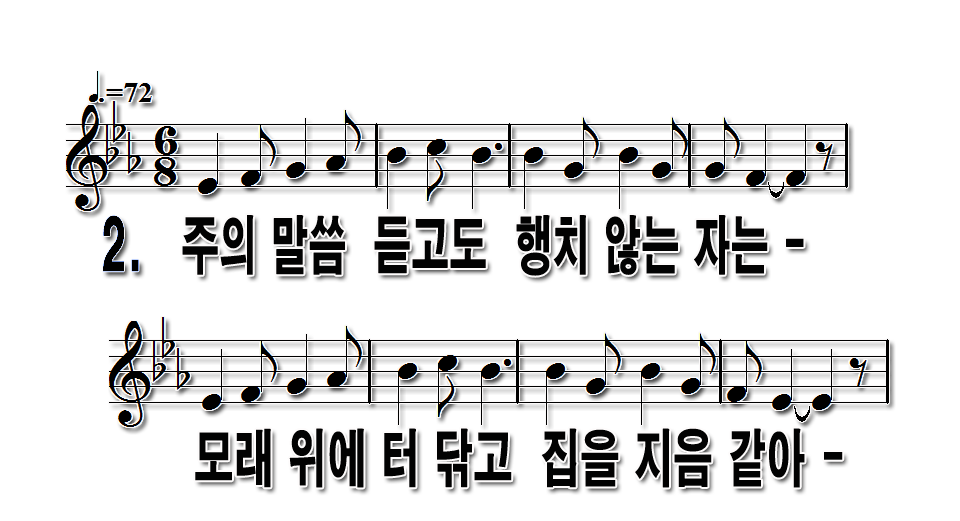 ♩.=72
6
8
2. 주의 말씀 듣고도 행치 않는 쟈는 -
모래 위에 터 닦고 집을 지음 같아 -